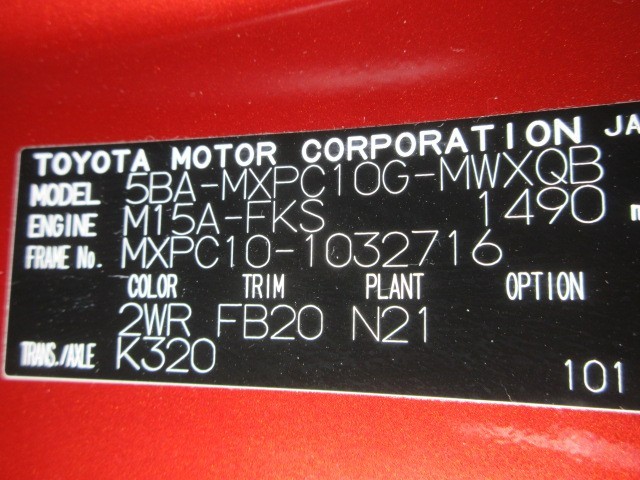 TOYOTA MOTOR CORPORATION JA
MODEL 5BA-MXPC10G-MWXQB
ENGINE M15A-FKS 1490 m
FRAME No. MXPC10-1032716
COLOR TRIM PLANT OPTION
2WR FB20 N21
TRANS./AXLE K320
101